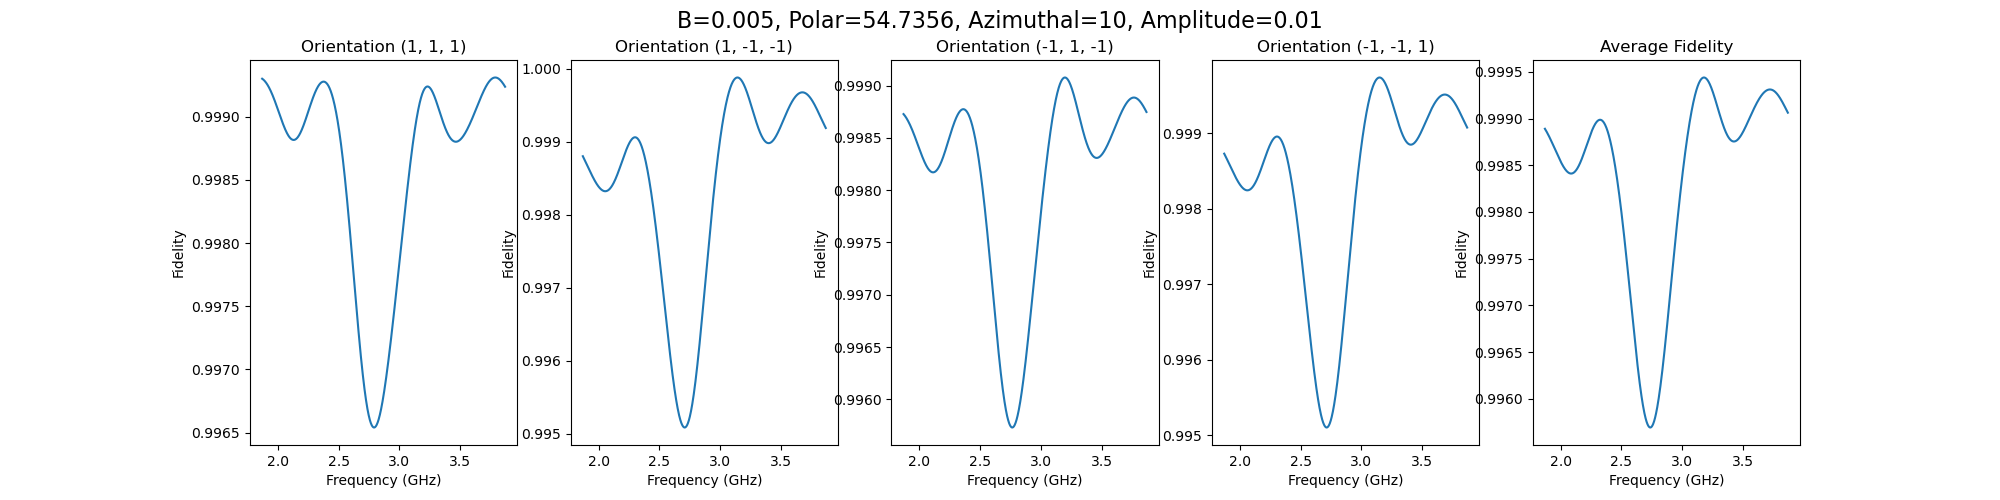 B=0.005, Polar=54.7356, Azimuthal=10, Amplitude=0.01
Orientation (1, 1, 1)
0.9990
0.9985
0.9980
0.9975
0.9970
0.9965
Fidelity
2.0 2.5 3.0 3.5
Frequency (GHz)
Orientation (1, -1, -1)
1.000
0.999
0.998
0.997
0.996
0.995
Fidelity
2.0 2.5 3.0 3.5
Frequency (GHz)
Orientation (-1, 1, -1)
0.9990
0.9985
0.9980
0.9975
0.9970
0.9965
0.9960
Fidelity
2.0 2.5 3.0 3.5
Frequency (GHz)
Orientation (-1, -1, 1)
0.999
0.998
0.997
0.996
0.995
Fidelity
2.0 2.5 3.0 3.5
Frequency (GHz)
Average Fidelity
0.9995
0.9990
0.9985
0.9980
0.9975
0.9970
0.9965
0.9960
Fidelity
2.0 2.5 3.0 3.5
Frequency (GHz)